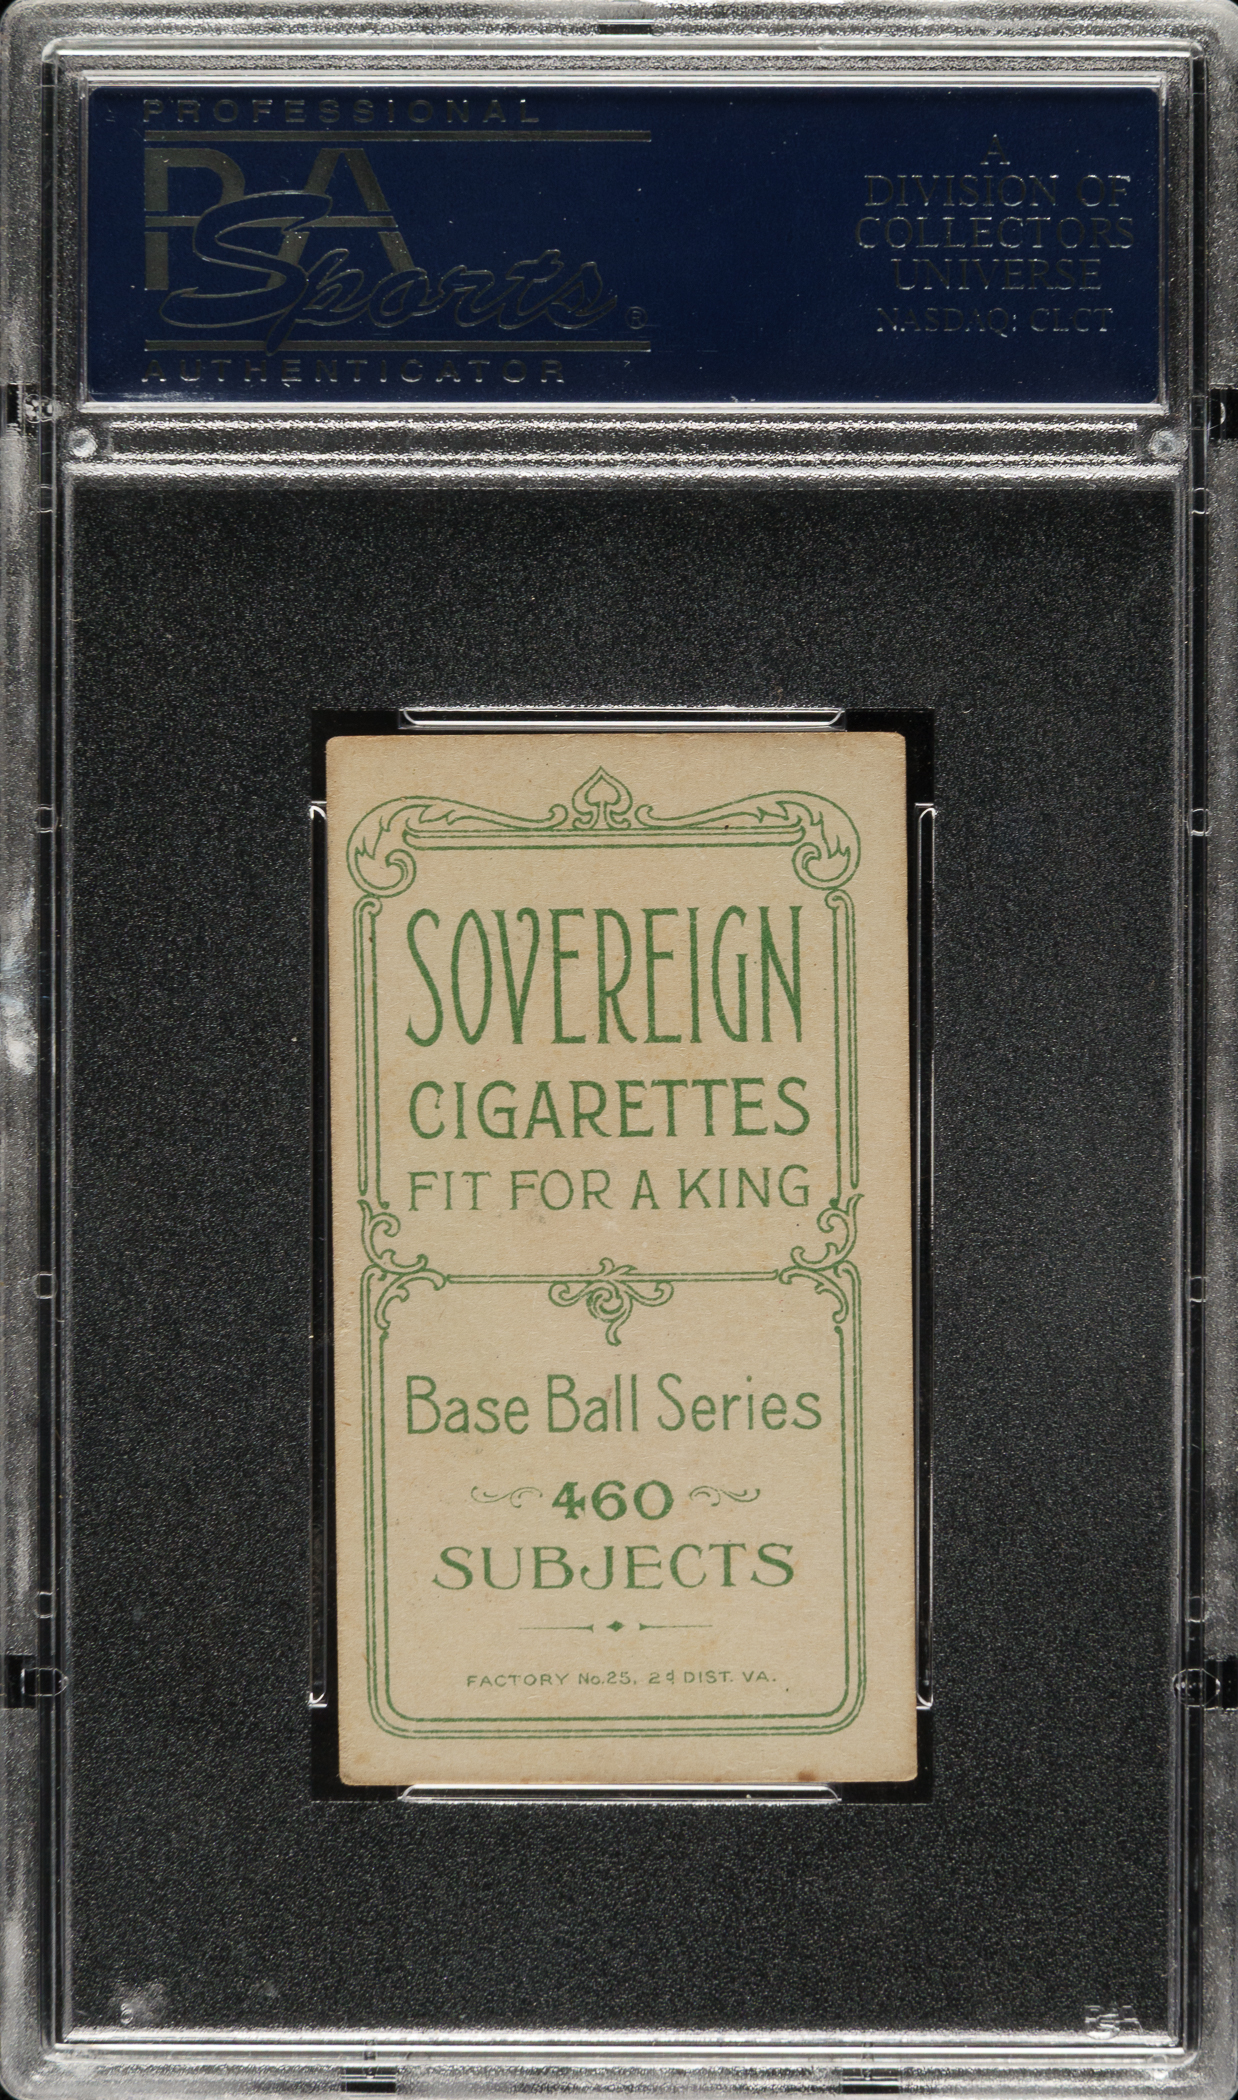 PROFESSIONAL
PSA
Sports®
AUTHENTICATOR
A
DIVISION OF
COLLECTORS
UNIVERSE
NASDAQ: CLCT
SOVEREIGN
CIGARETTES
FIT FOR A KING
Base Ball Series
460
SUBJECTS
FACTORY No. 25, 2d DIST. VA.
PSA